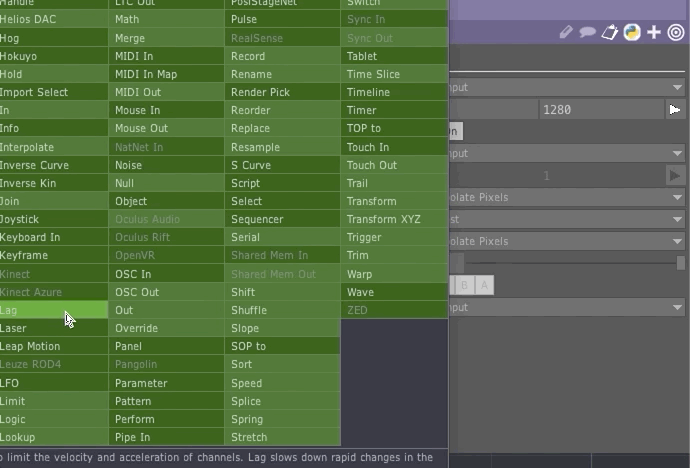 Handle
Helios DAC
Hog
Hokuyo
Hold
Import Select
In
Info
Interpolate
Inverse Curve
Inverse Kin
Join
Joystick
Keyboard In
Keyframe
Kinect
Kinect Azure
Lag
Laser
Leap Motion
Leuze ROD4
LFO
Limit
Logic
Lookup
LTC Out
Math
Merge
MIDI In
MIDI In Map
MIDI Out
Mouse In
Mouse Out
NatNet In
Noise
Null
Object
Oculus Audio
Oculus Rift
OpenVR
OSC In
OSC Out
Out
Override
Panel
Pangolin
Parameter
Pattern
Perform
Pipe In
PosiStageNet
Pulse
RealSense
Record
Rename
Render Pick
Reorder
Replace
Resample
S Curve
Script
Select
Sequencer
Serial
Shared Mem In
Shared Mem Out
Shift
Shuffle
Slope
SOP to
Sort
Speed
Splice
Spring
Stretch
Switch
Sync In
Sync Out
Tablet
Time Slice
Timeline
Timer
TOP to
Touch In
Touch Out
Trail
Transform
Transform XYZ
Trigger
Trim
Warp
Wave
ZED
nput
1280
On
nput
1
olate Pixels
st
olate Pixels
B A
nput
o limit the velocity and acceleration of channels. Lag slows down rapid changes in the